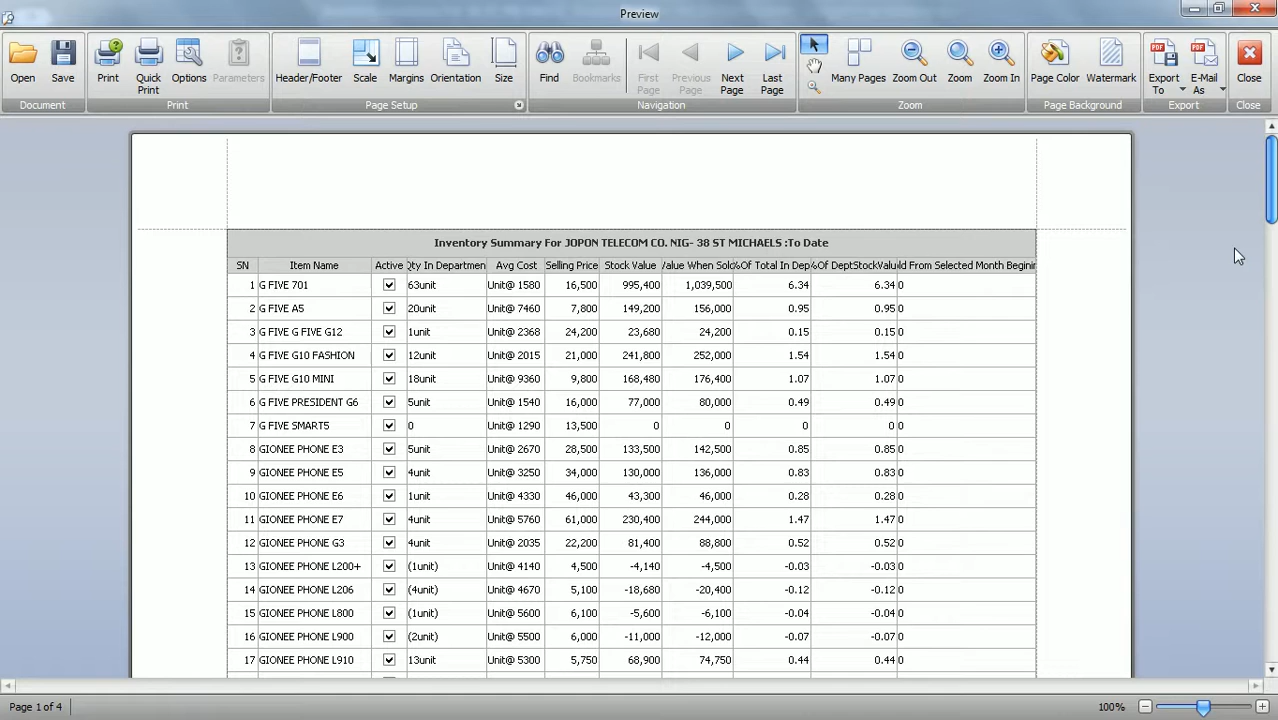 Preview
Open
Save
Print
Quick Print
Options
Parameters
Header/Footer
Scale
Margins
Orientation
Size
Find
Bookmarks
First Page
Previous Page
Next Page
Last Page
Many Pages
Zoom Out
Zoom
Zoom In
Page Color
Watermark
PDF
Export To
PDF
E-Mail As
Close
Document
Print
Page Setup
Navigation
Zoom
Page Background
Export
Close
Inventory Summary For JOPON TELECOM CO. NIG- 38 ST MICHAELS :To Date
SN Item Name Active Qty In Departmen Avg Cost Selling Price Stock Value Value When Solo %Of Total In Dep %Of DeptStockValu ld From Selected Month Beginin
1 G FIVE 701 63unit Unit@ 1580 16,500 995,400 1,039,500 6.34 6.34 0
2 G FIVE A5 20unit Unit@ 7460 7,800 149,200 156,000 0.95 0.95 0
3 G FIVE G FIVE G12 1unit Unit@ 2368 24,200 23,680 24,200 0.15 0.15 0
4 G FIVE G10 FASHION 12unit Unit@ 2015 21,000 241,800 252,000 1.54 1.54 0
5 G FIVE G10 MINI 18unit Unit@ 9360 9,800 168,480 176,400 1.07 1.07 0
6 G FIVE PRESIDENT G6 5unit Unit@ 1540 16,000 77,000 80,000 0.49 0.49 0
7 G FIVE SMART5 0 Unit@ 1290 13,500 0 0 0 0 0
8 GIONEE PHONE E3 5unit Unit@ 2670 28,500 133,500 142,500 0.85 0.85 0
9 GIONEE PHONE E5 4unit Unit@ 3250 34,000 130,000 136,000 0.83 0.83 0
10 GIONEE PHONE E6 1unit Unit@ 4330 46,000 43,300 46,000 0.28 0.28 0
11 GIONEE PHONE E7 4unit Unit@ 5760 61,000 230,400 244,000 1.47 1.47 0
12 GIONEE PHONE G3 4unit Unit@ 2035 22,200 81,400 88,800 0.52 0.52 0
13 GIONEE PHONE L200+ (1unit) Unit@ 4140 4,500 -4,140 -4,500 -0.03 -0.03 0
14 GIONEE PHONE L206 (4unit) Unit@ 4670 5,100 -18,680 -20,400 -0.12 -0.12 0
15 GIONEE PHONE L800 (1unit) Unit@ 5600 6,100 -5,600 -6,100 -0.04 -0.04 0
16 GIONEE PHONE L900 (2unit) Unit@ 5500 6,000 -11,000 -12,000 -0.07 -0.07 0
17 GIONEE PHONE L910 13unit Unit@ 5300 5,750 68,900 74,750 0.44 0.44 0
Page 1 of 4
100%